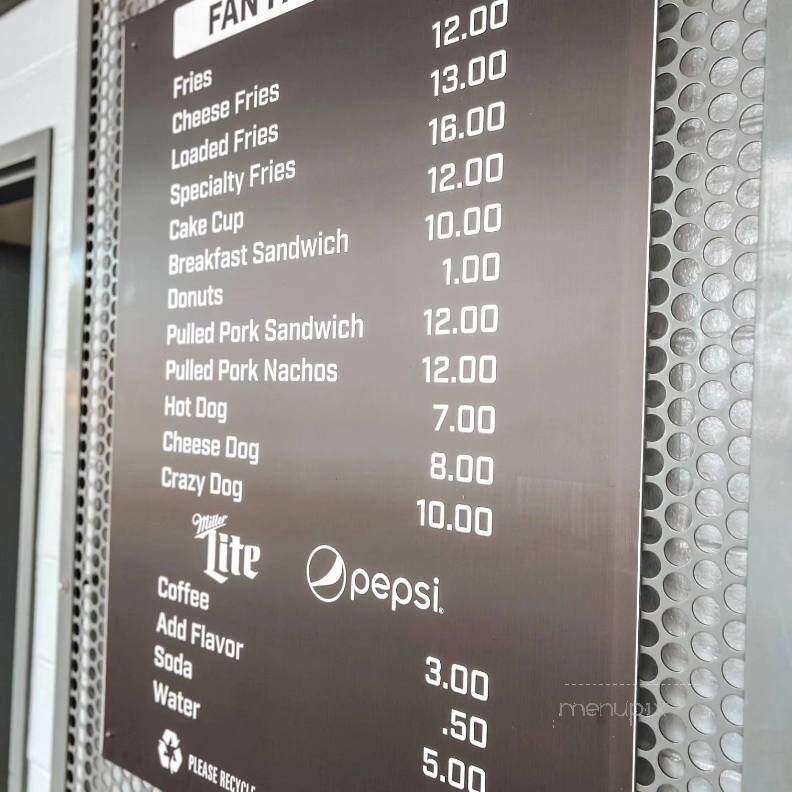 FAN
Fries
Cheese Fries 12.00
Loaded Fries 13.00
Specialty Fries 16.00
Cake Cup 12.00
Breakfast Sandwich 10.00
Donuts 1.00
Pulled Pork Sandwich 12.00
Pulled Pork Nachos 12.00
Hot Dog 7.00
Cheese Dog 8.00
Crazy Dog 10.00
Miller Lite pepsi
Coffee 3.00
Add Flavor .50
Soda 5.00
Water
PLEASE RECYCLE
menupix